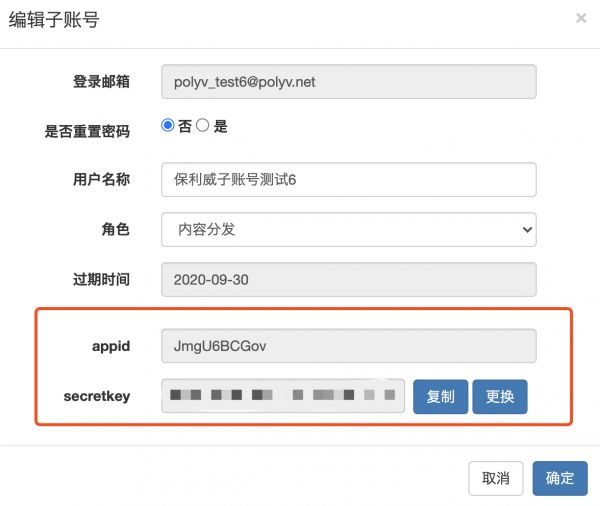 编辑子账号 ×
登录邮箱 polyv_test6@polyv.net
是否重置密码 否 是
用户名称 保利威子账号测试6
角色 内容分发
过期时间 2020-09-30
appid JmgU6BCGov
secretkey 复制 更换
取消 确定